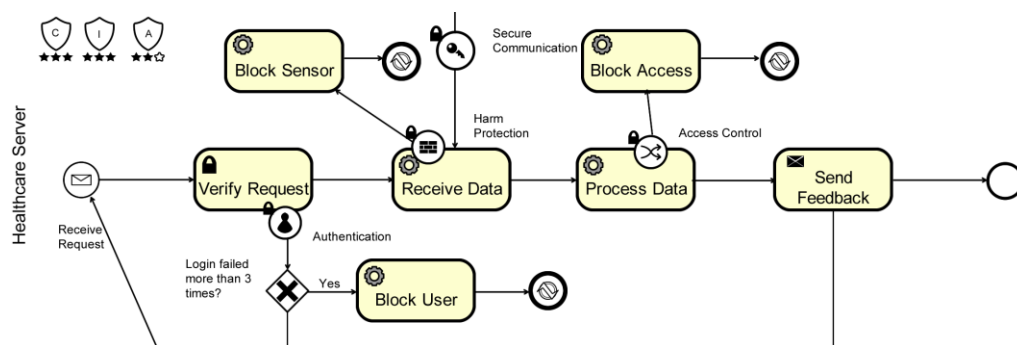 C I A
Secure
Communication
Block Sensor
Block Access
Harm
Protection
Access Control
Healthcare Server
Verify Request
Receive Data
Process Data
Send
Feedback
Receive
Request
Authentication
Login failed
more than 3
times?
Yes
Block User